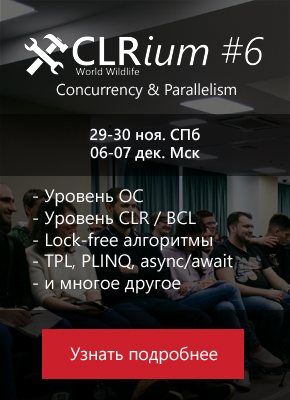 CLRium #6
World Wildlife
Concurrency & Parallelism
29-30 ноя. СПб
06-07 дек. Мск
- Уровень ОС
- Уровень CLR / BCL
- Lock-free алгоритмы
- TPL, PLINQ, async/await
- и многое другое
Узнать подробнее